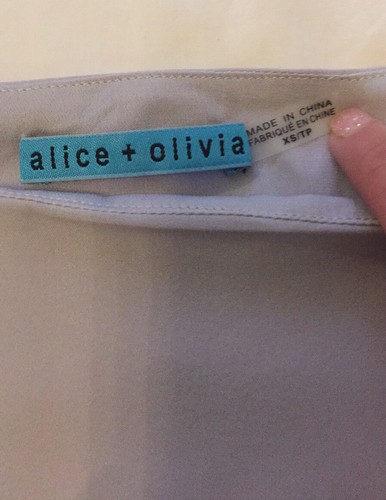 alice + olivia
MADE IN CHINA
FABRIQUÉ EN CHINE
XS/TP